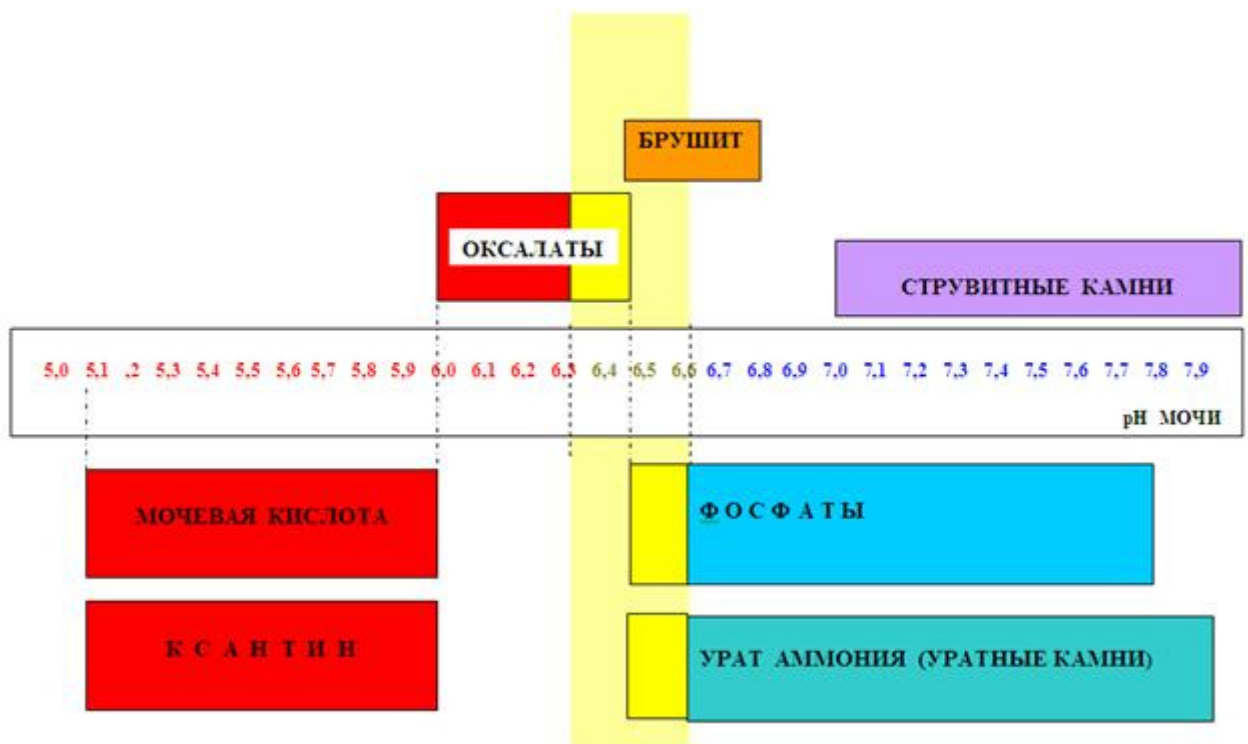 БРУШИТ
ОКСАЛАТЫ
СТРУВИТНЫЕ КАМНИ
5,0 5,1 ,2 5,3 5,4 5,5 5,6 5,7 5,8 5,9 6,0 6,1 6,2 6,3 6,4 6,5 6,6 6,7 6,8 6,9 7,0 7,1 7,2 7,3 7,4 7,5 7,6 7,7 7,8 7,9
рН МОЧИ
МОЧЕВАЯ КИСЛОТА
Ф О С Ф А Т Ы
К С А Н Т И Н
УРАТ АММОНИЯ (УРАТНЫЕ КАМНИ)